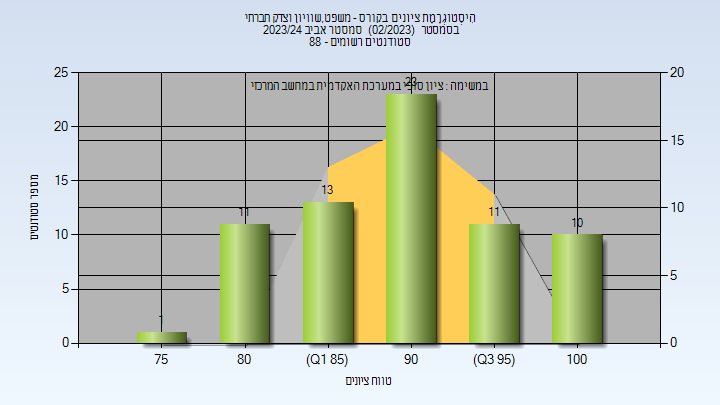 היסטוגרמת ציונים בקורס - משפט,שוויון וצדק חברתי
בסמסטר (02/2023) סמסטר אביב 2023/24
סטודנטים רשומים - 88
במשימה : ציון סופי במערכת האקדמית במחשב המרכזי
25
20
15
10
5
0
20
15
10
5
0
מספר סטודנטים
1
11
13
23
11
10
75
80
(Q1 85)
90
(Q3 95)
100
טווח ציונים